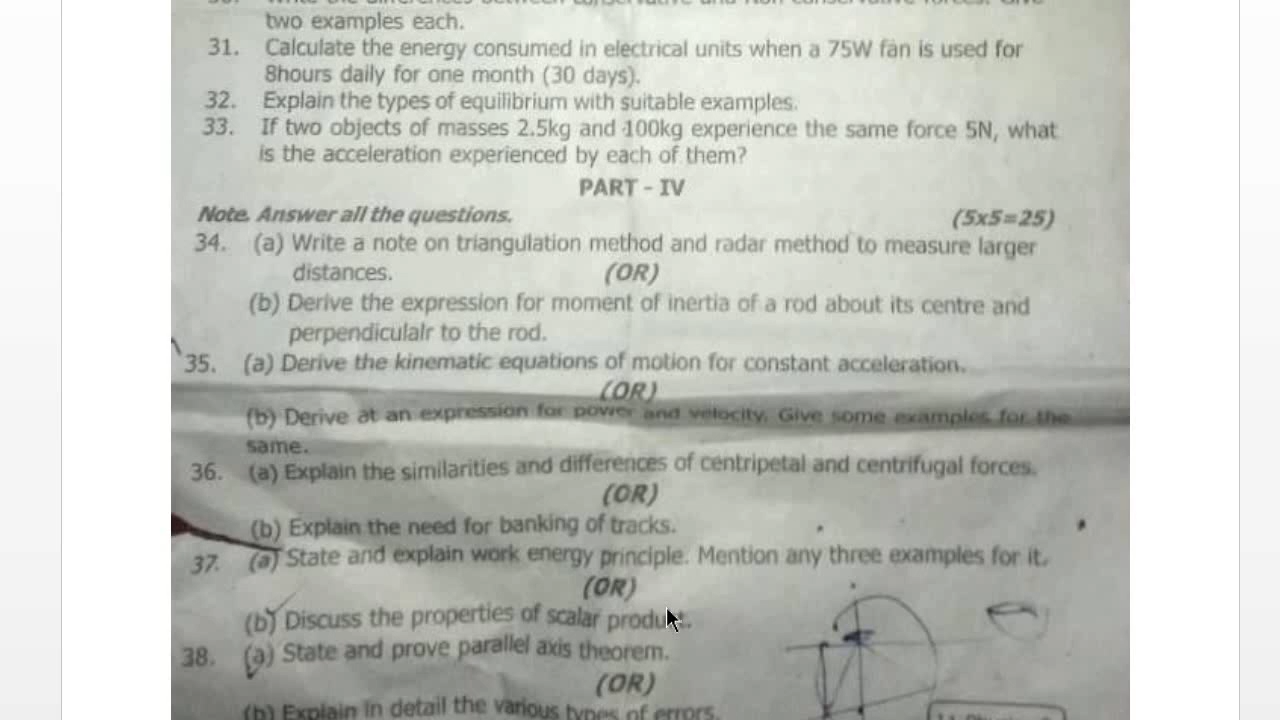 two examples each.
31. Calculate the energy consumed in electrical units when a 75W fan is used for
8hours daily for one month (30 days).
32. Explain the types of equilibrium with suitable examples.
33. If two objects of masses 2.5kg and 100kg experience the same force 5N, what
is the acceleration experienced by each of them?
PART - IV
Note. Answer all the questions. (5x5=25)
34. (a) Write a note on triangulation method and radar method to measure larger
distances. (OR)
(b) Derive the expression for moment of inertia of a rod about its centre and
perpendiculalr to the rod.
35. (a) Derive the kinematic equations of motion for constant acceleration.
(OR)
(b) Derive at an expression for power and velocity. Give some examples for the
same.
36. (a) Explain the similarities and differences of centripetal and centrifugal forces.
(OR)
(b) Explain the need for banking of tracks.
37. (a) State and explain work energy principle. Mention any three examples for it.
(OR)
(b) Discuss the properties of scalar product.
38. (a) State and prove parallel axis theorem.
(OR)
(b) Explain in detail the various types of errors.